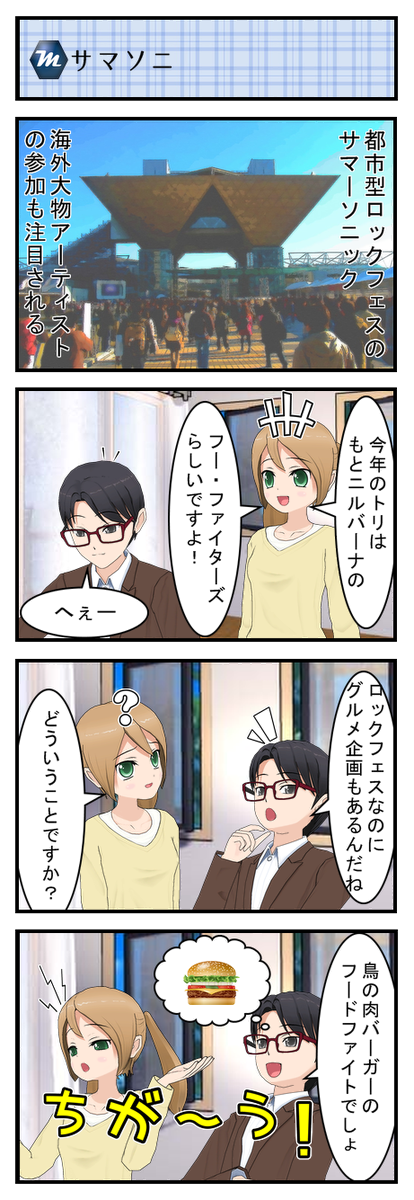 m サマソニ
都市型ロックフェスの
サマーソニック
海外大物アーティスト
の参加も注目される
今年のトリは
もとニルバーナの
フー・ファイターズ
らしいですよ！
へぇー
ロックフェスなのに
グルメ企画もあるんだね
？
どういうことですか？
鳥の肉バーガーの
フードファイトでしょ
ちが〜う！